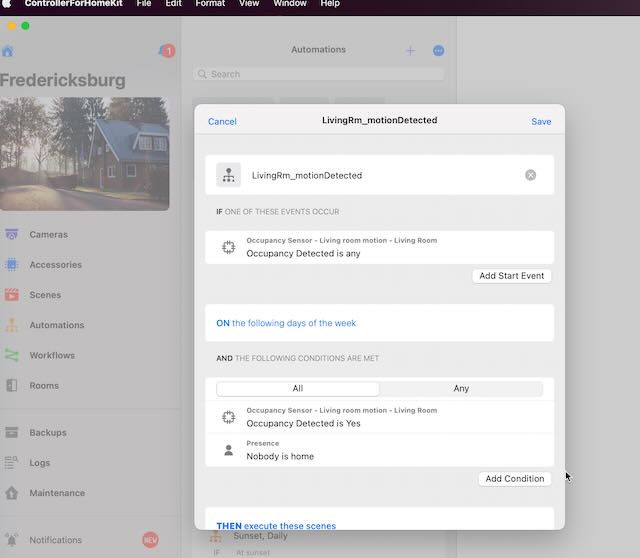 ControllerForHomeKit File Edit Format View Window Help
1
Automations
Fredericksburg
Search
Cancel LivingRm_motionDetected Save
LivingRm_motionDetected
IF ONE OF THESE EVENTS OCCUR
Occupancy Sensor - Living room motion - Living Room
Occupancy Detected is any
Add Start Event
ON the following days of the week
AND THE FOLLOWING CONDITIONS ARE MET
All Any
Occupancy Sensor - Living room motion - Living Room
Occupancy Detected is Yes
Presence
Nobody is home
Add Condition
THEN execute these scenes
Cameras
Accessories
Scenes
Automations
Workflows
Rooms
Backups
Logs
Maintenance
Notifications NEW
Sunset, Daily
IF At sunset